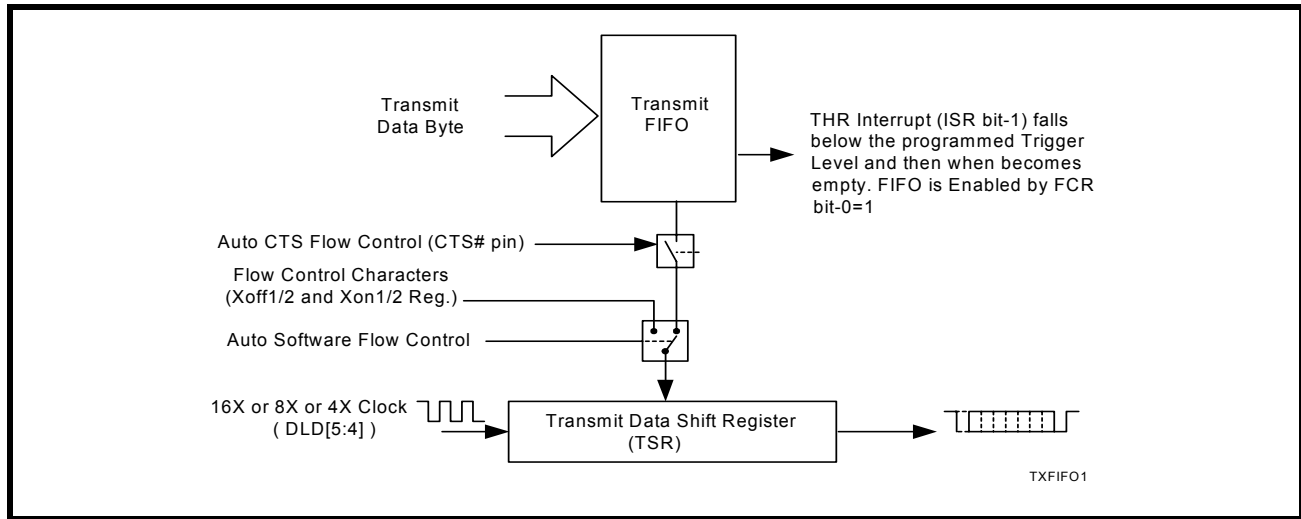 Transmit
Data Byte
Transmit
FIFO
THR Interrupt (ISR bit-1) falls
below the programmed Trigger
Level and then when becomes
empty. FIFO is Enabled by FCR
bit-0=1
Auto CTS Flow Control (CTS# pin)
Flow Control Characters
(Xoff1/2 and Xon1/2 Reg.)
Auto Software Flow Control
16X or 8X or 4X Clock
( DLD[5:4] )
Transmit Data Shift Register
(TSR)
TXFIFO1